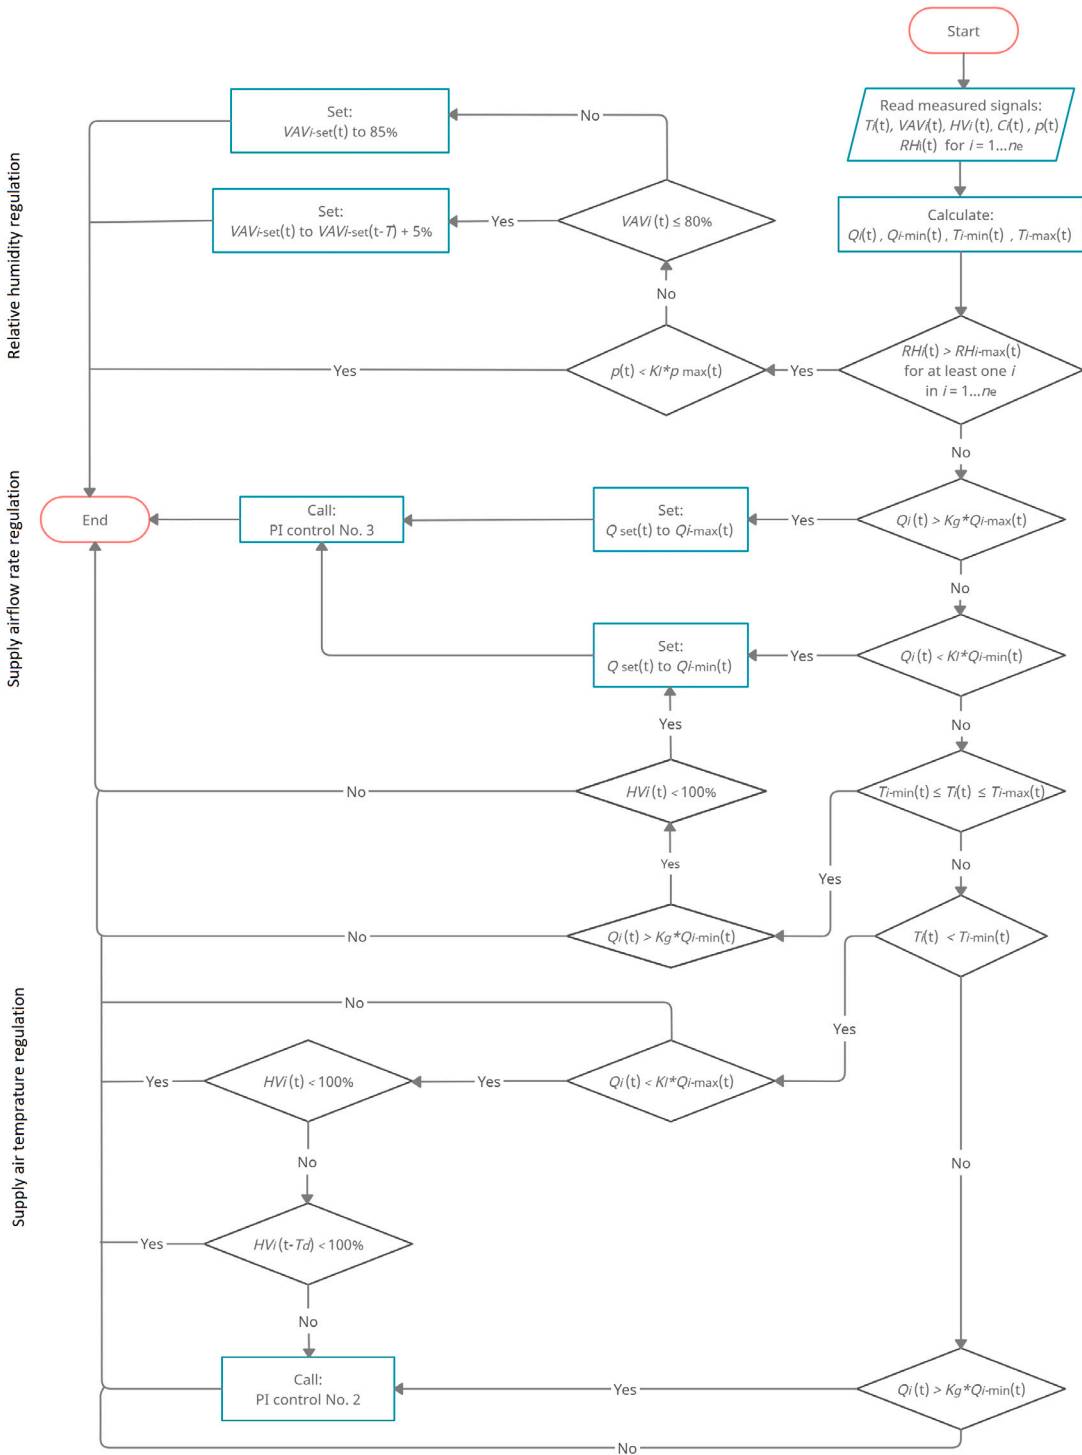 Start
Read measured signals:
Ti(t), VAVi(t), HVi (t), Ci(t) , p(t)
RHi(t) for i = 1...ne
Calculate:
Qi(t) , Qi-min(t) , Ti-min(t) , Ti-max(t)
RHi(t) > RHi-max(t)
for at least one i
in i = 1...ne
Yes
No
p(t) < Kl*p max(t)
Yes
No
VAVi (t) ≤ 80%
Yes
No
Set:
VAVi-set(t) to 85%
Set:
VAVi-set(t) to VAVi-set(t-T) + 5%
Relative humidity regulation
Qi (t) > Kg*Qi-max(t)
Yes
No
Set:
Q set(t) to Qi-max(t)
Call:
PI control No. 3
End
Supply airflow rate regulation
Qi (t) < Kl*Qi-min(t)
Yes
No
Set:
Q set(t) to Qi-min(t)
Yes
HVi (t) < 100%
No
Ti-min(t) ≤ Ti(t) ≤ Ti-max(t)
Yes
No
Yes
Qi (t) > Kg*Qi-min(t)
No
Ti(t) < Ti-min(t)
Yes
No
No
Qi (t) < Kl*Qi-max(t)
Yes
HVi (t) < 100%
Yes
No
HVi (t-Td) < 100%
Yes
No
Supply air temprature regulation
Call:
PI control No. 2
Yes
Qi (t) > Kg*Qi-min(t)
No